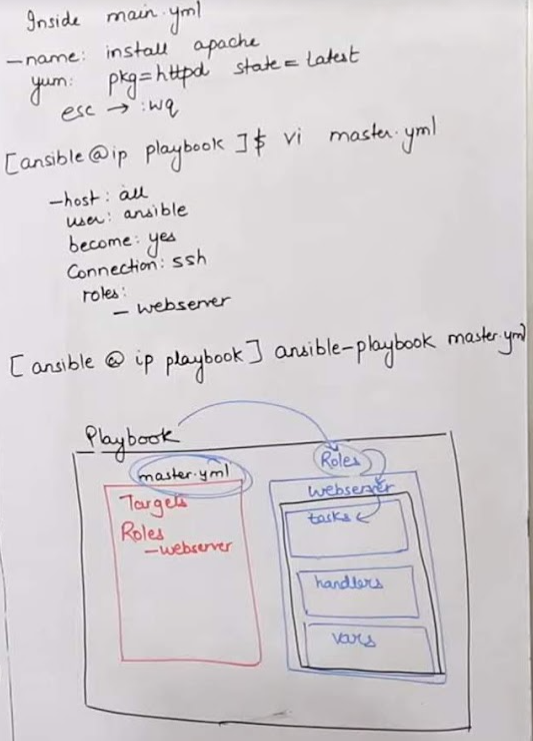 Inside main.yml
- name: install apache
yum: pkg=httpd state=latest
esc → :wq
[ansible@ip playbook]$ vi master.yml
- host: all
user: ansible
become: yes
Connection: ssh
roles:
- webserver
[ansible @ ip playbook] ansible-playbook master.yml
Playbook
master.yml
Targets
Roles
- webserver
Roles
webserver
tasks
handlers
vars